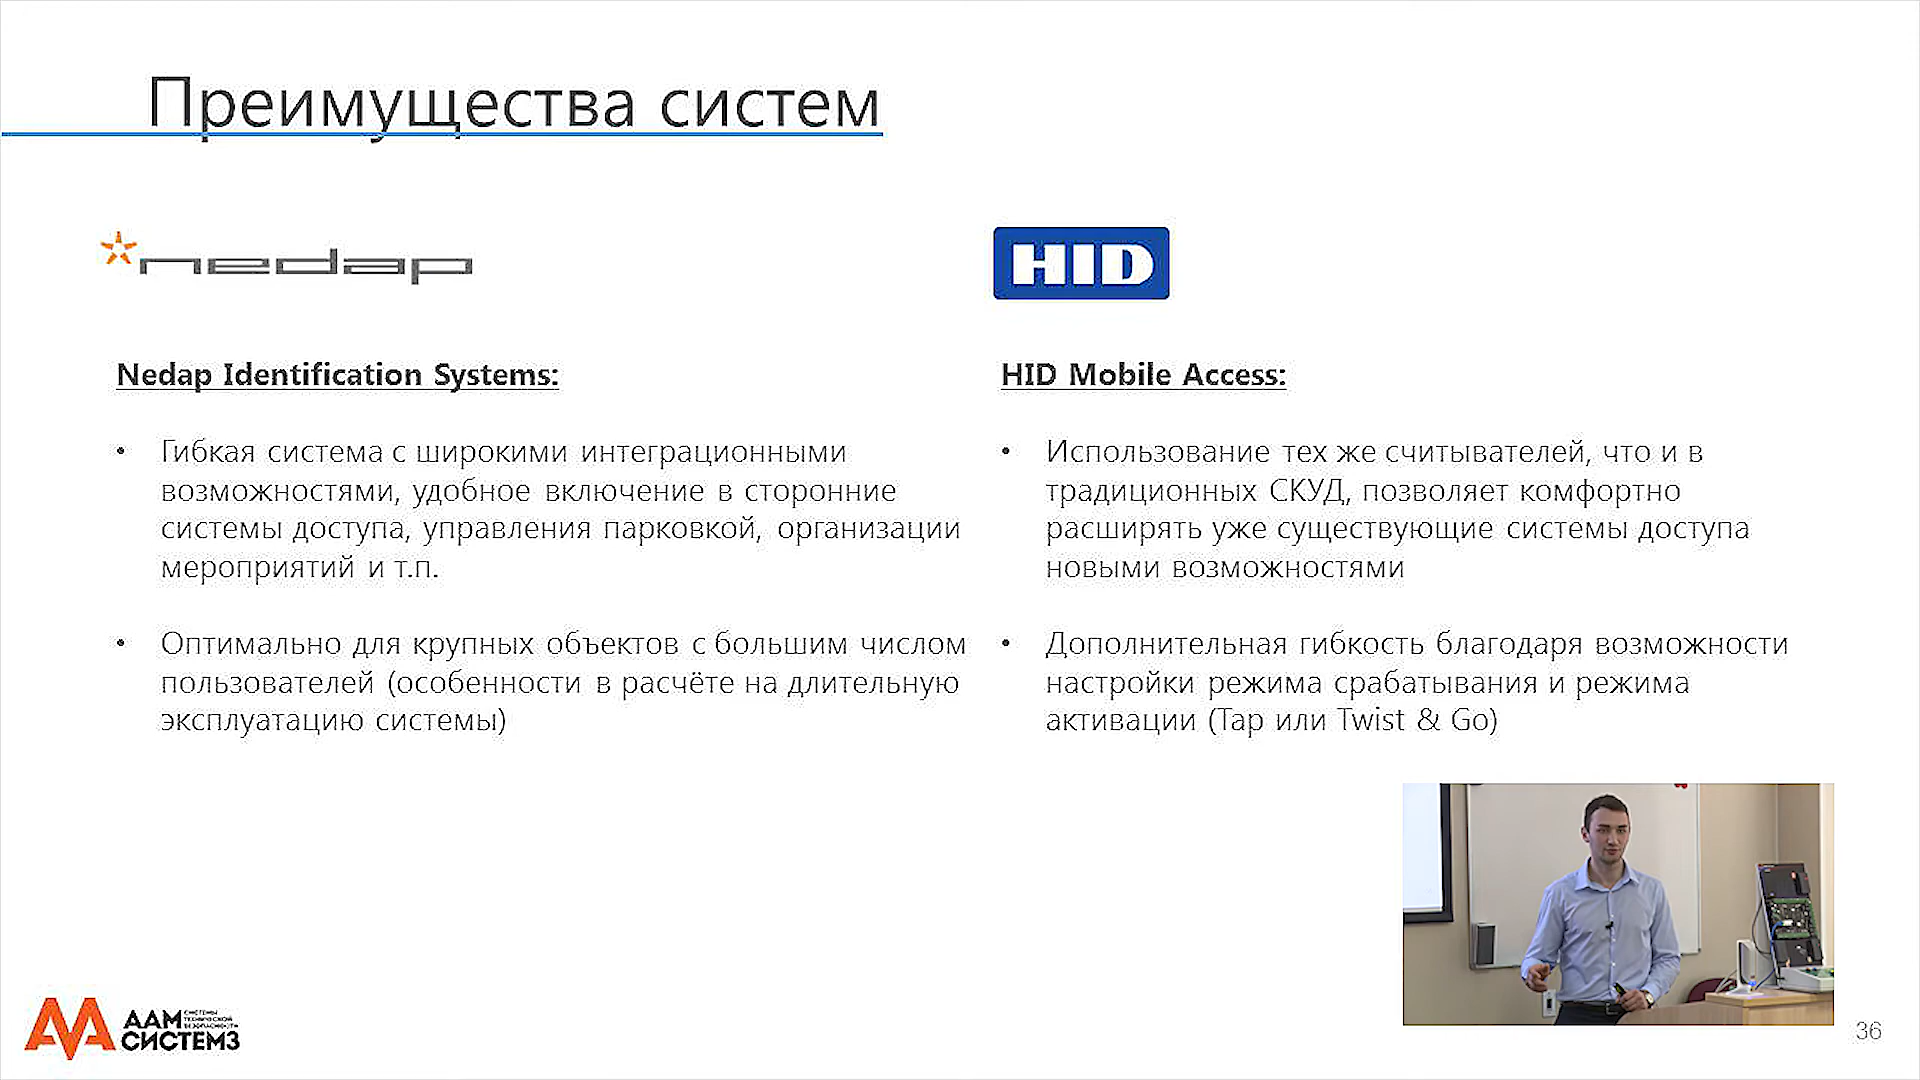 Преимущества систем
nedap
HID
Nedap Identification Systems:
• Гибкая система с широкими интеграционными
возможностями, удобное включение в сторонние
системы доступа, управления парковкой, организации
мероприятий и т.п.
• Оптимально для крупных объектов с большим числом
пользователей (особенности в расчёте на длительную
эксплуатацию системы)
HID Mobile Access:
• Использование тех же считывателей, что и в
традиционных СКУД, позволяет комфортно
расширять уже существующие системы доступа
новыми возможностями
• Дополнительная гибкость благодаря возможности
настройки режима срабатывания и режима
активации (Tap или Twist & Go)
ААМ
СИСТЕМЗ
СИСТЕМЫ
ТЕХНИЧЕСКОЙ
БЕЗОПАСНОСТИ
36